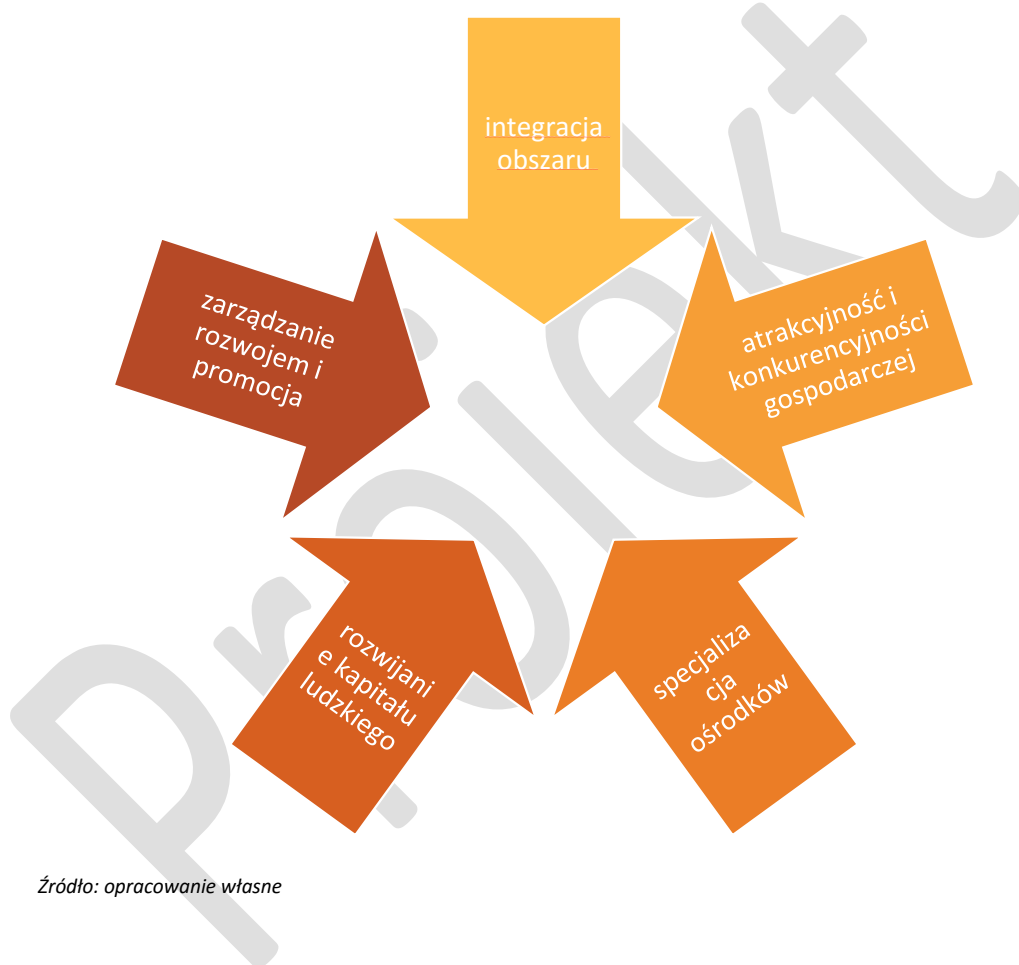 integracja
obszaru
atrakcyjność i
konkurencyjności
gospodarczej
specjaliza
cja
ośrodków
rozwijani
e kapitału
ludzkiego
zarządzanie
rozwojem i
promocja
Projekt
Źródło: opracowanie własne